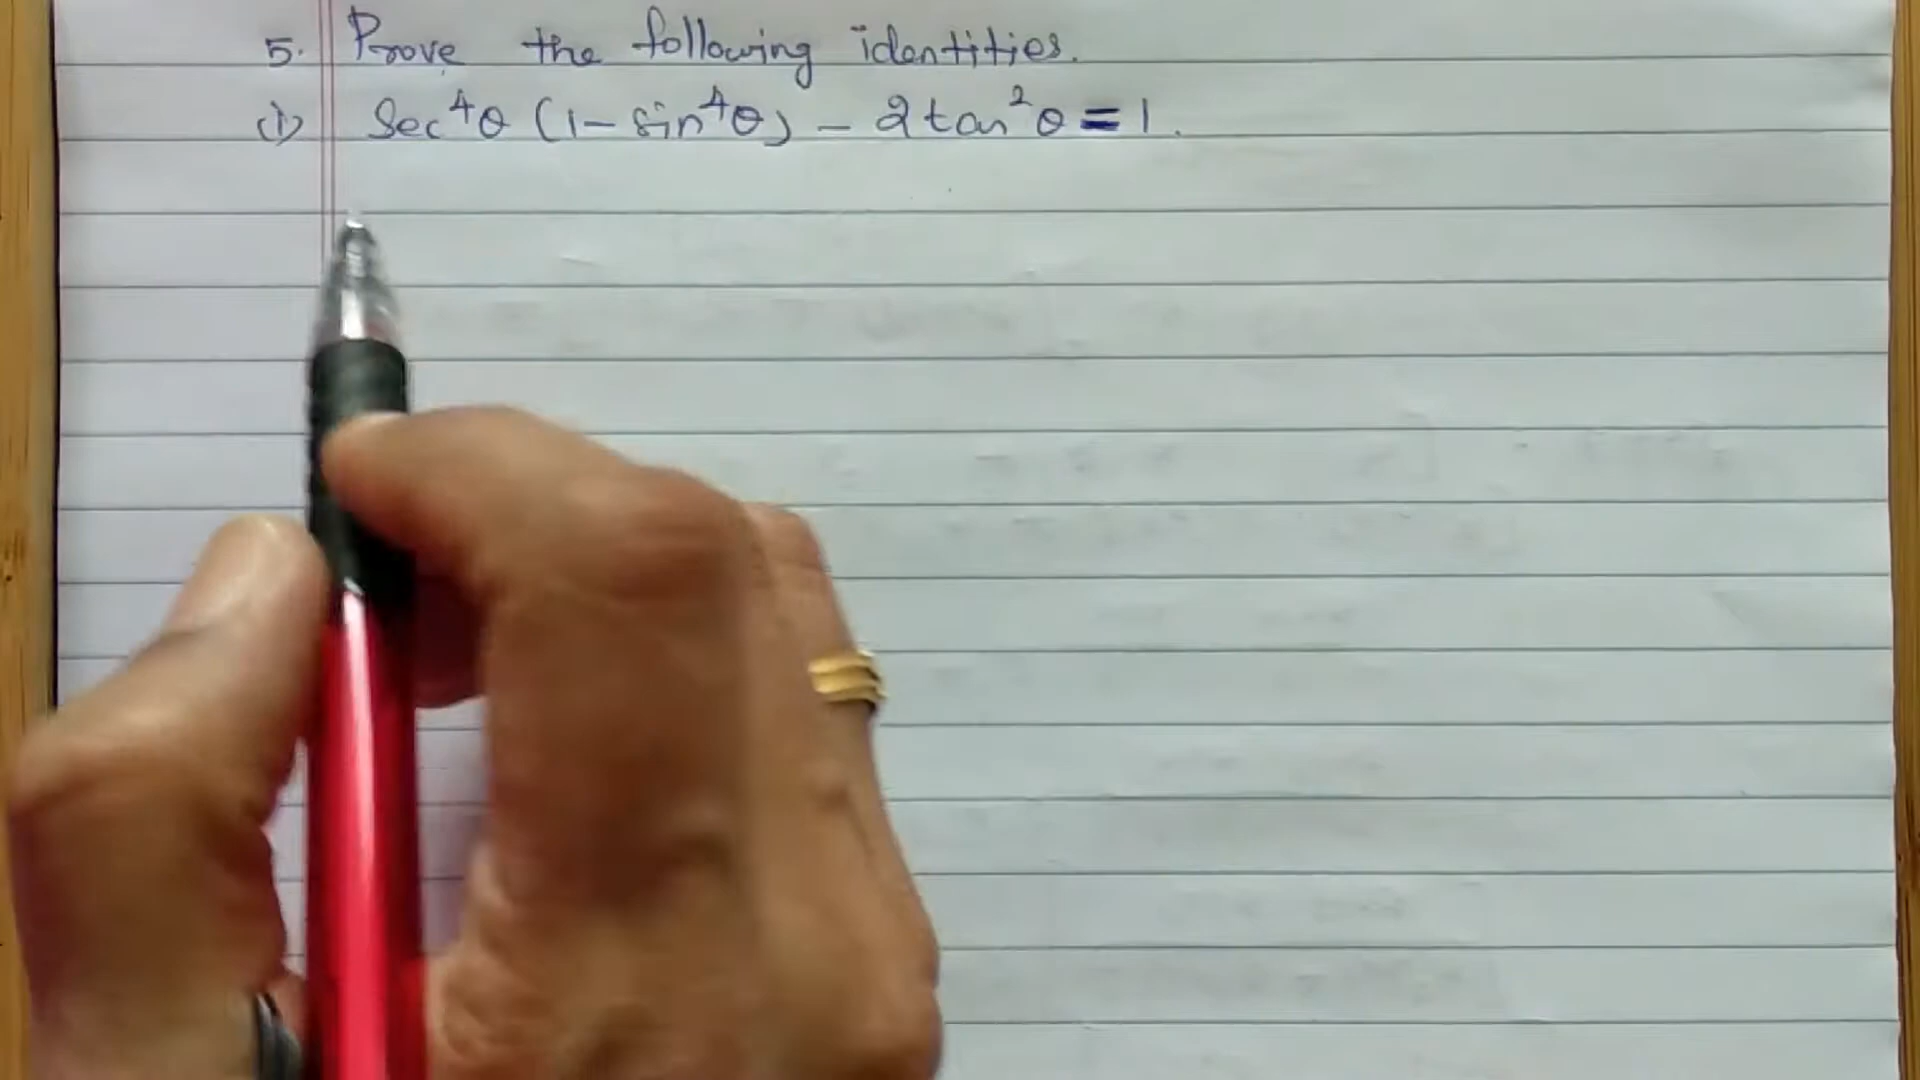 5. Prove the following identities.
(i) Sec⁴θ (1 - sin⁴θ) - 2tan²θ = 1.